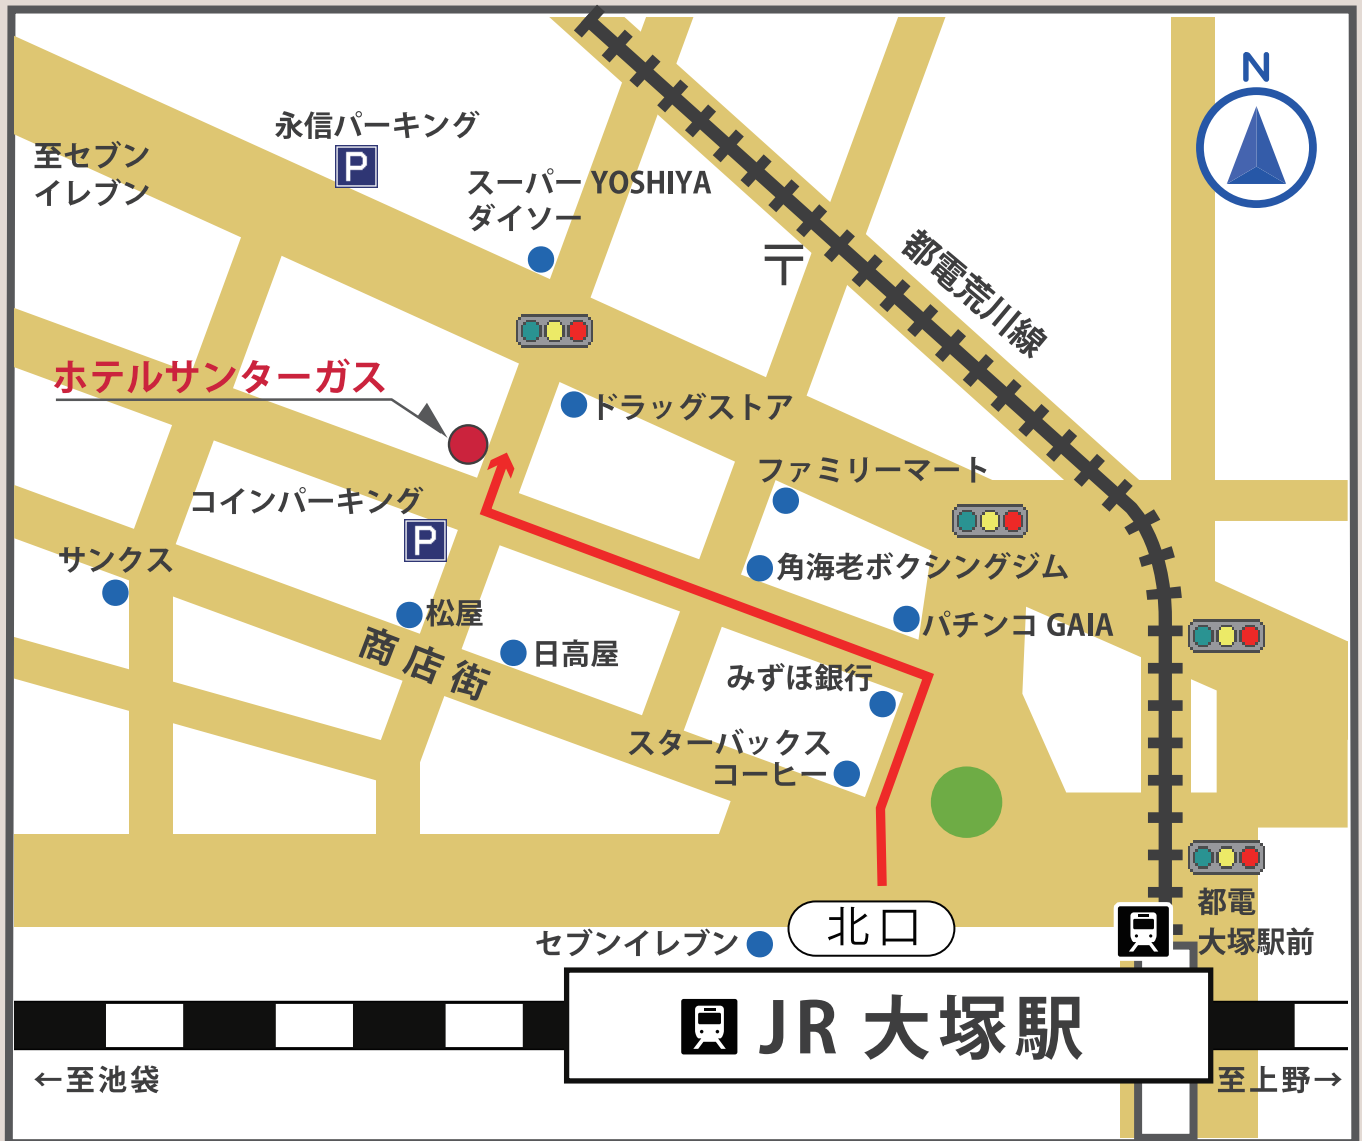 N
永信パーキング
P
至セブン
イレブン
スーパー YOSHIYA
ダイソー
〒
都電荒川線
ホテルサンターガス
ドラッグストア
ファミリーマート
コインパーキング
P
サンクス
角海老ボクシングジム
松屋
パチンコ GAIA
商店街
日高屋
みずほ銀行
スターバックス
コーヒー
都電
大塚駅前
北口
セブンイレブン
JR 大塚駅
←至池袋
至上野→